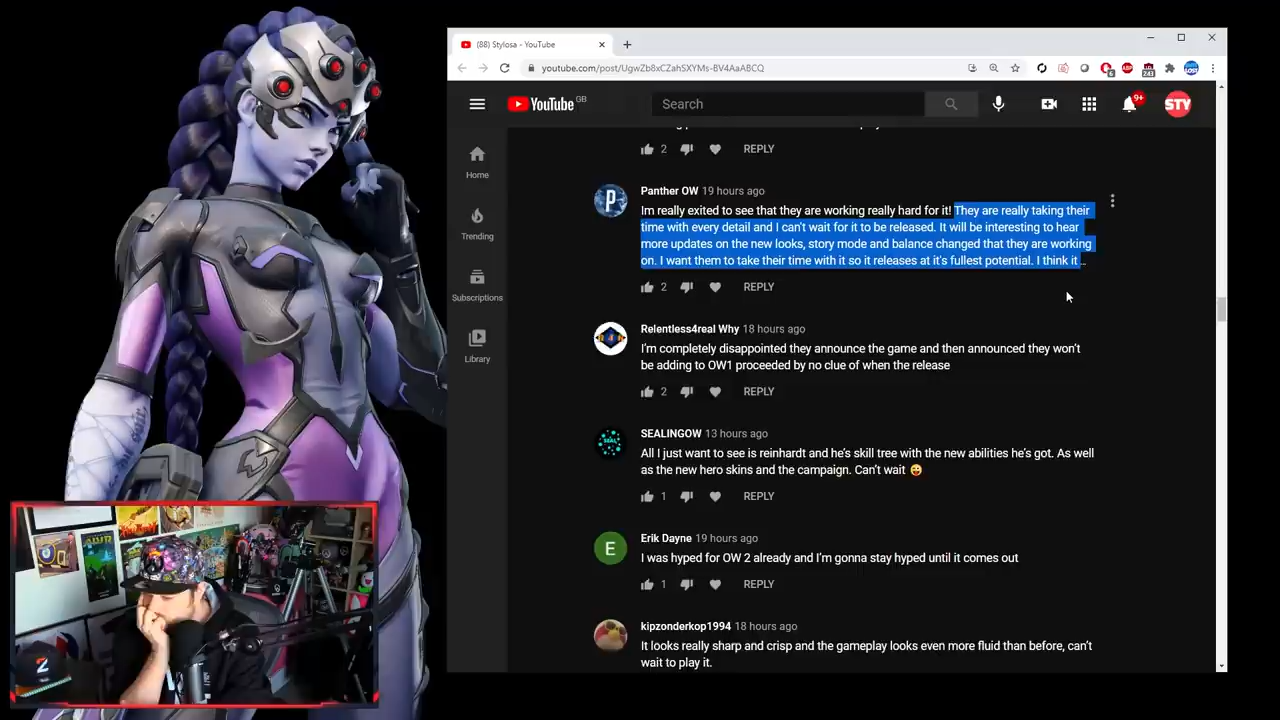 (88) Stylosa - YouTube
youtube.com/post/UgwZb8xCZahSXYMs-BV4AaABCQ
YouTube GB
Search
9+
STY
6
243
Home
Trending
Subscriptions
Library
2 REPLY
Panther OW 19 hours ago
Im really exited to see that they are working really hard for it! They are really taking their
time with every detail and I can't wait for it to be released. It will be interesting to hear
more updates on the new looks, story mode and balance changed that they are working
on. I want them to take their time with it so it releases at it's fullest potential. I think it ...
2 REPLY
Relentless4real Why 18 hours ago
I'm completely disappointed they announce the game and then announced they won't
be adding to OW1 proceeded by no clue of when the release
2 REPLY
SEALINGOW 13 hours ago
All I just want to see is reinhardt and he's skill tree with the new abilities he's got. As well
as the new hero skins and the campaign. Can't wait 😜
1 REPLY
E
Erik Dayne 19 hours ago
I was hyped for OW 2 already and I'm gonna stay hyped until it comes out
1 REPLY
kipzonderkop1994 18 hours ago
It looks really sharp and crisp and the gameplay looks even more fluid than before, can't
wait to play it.